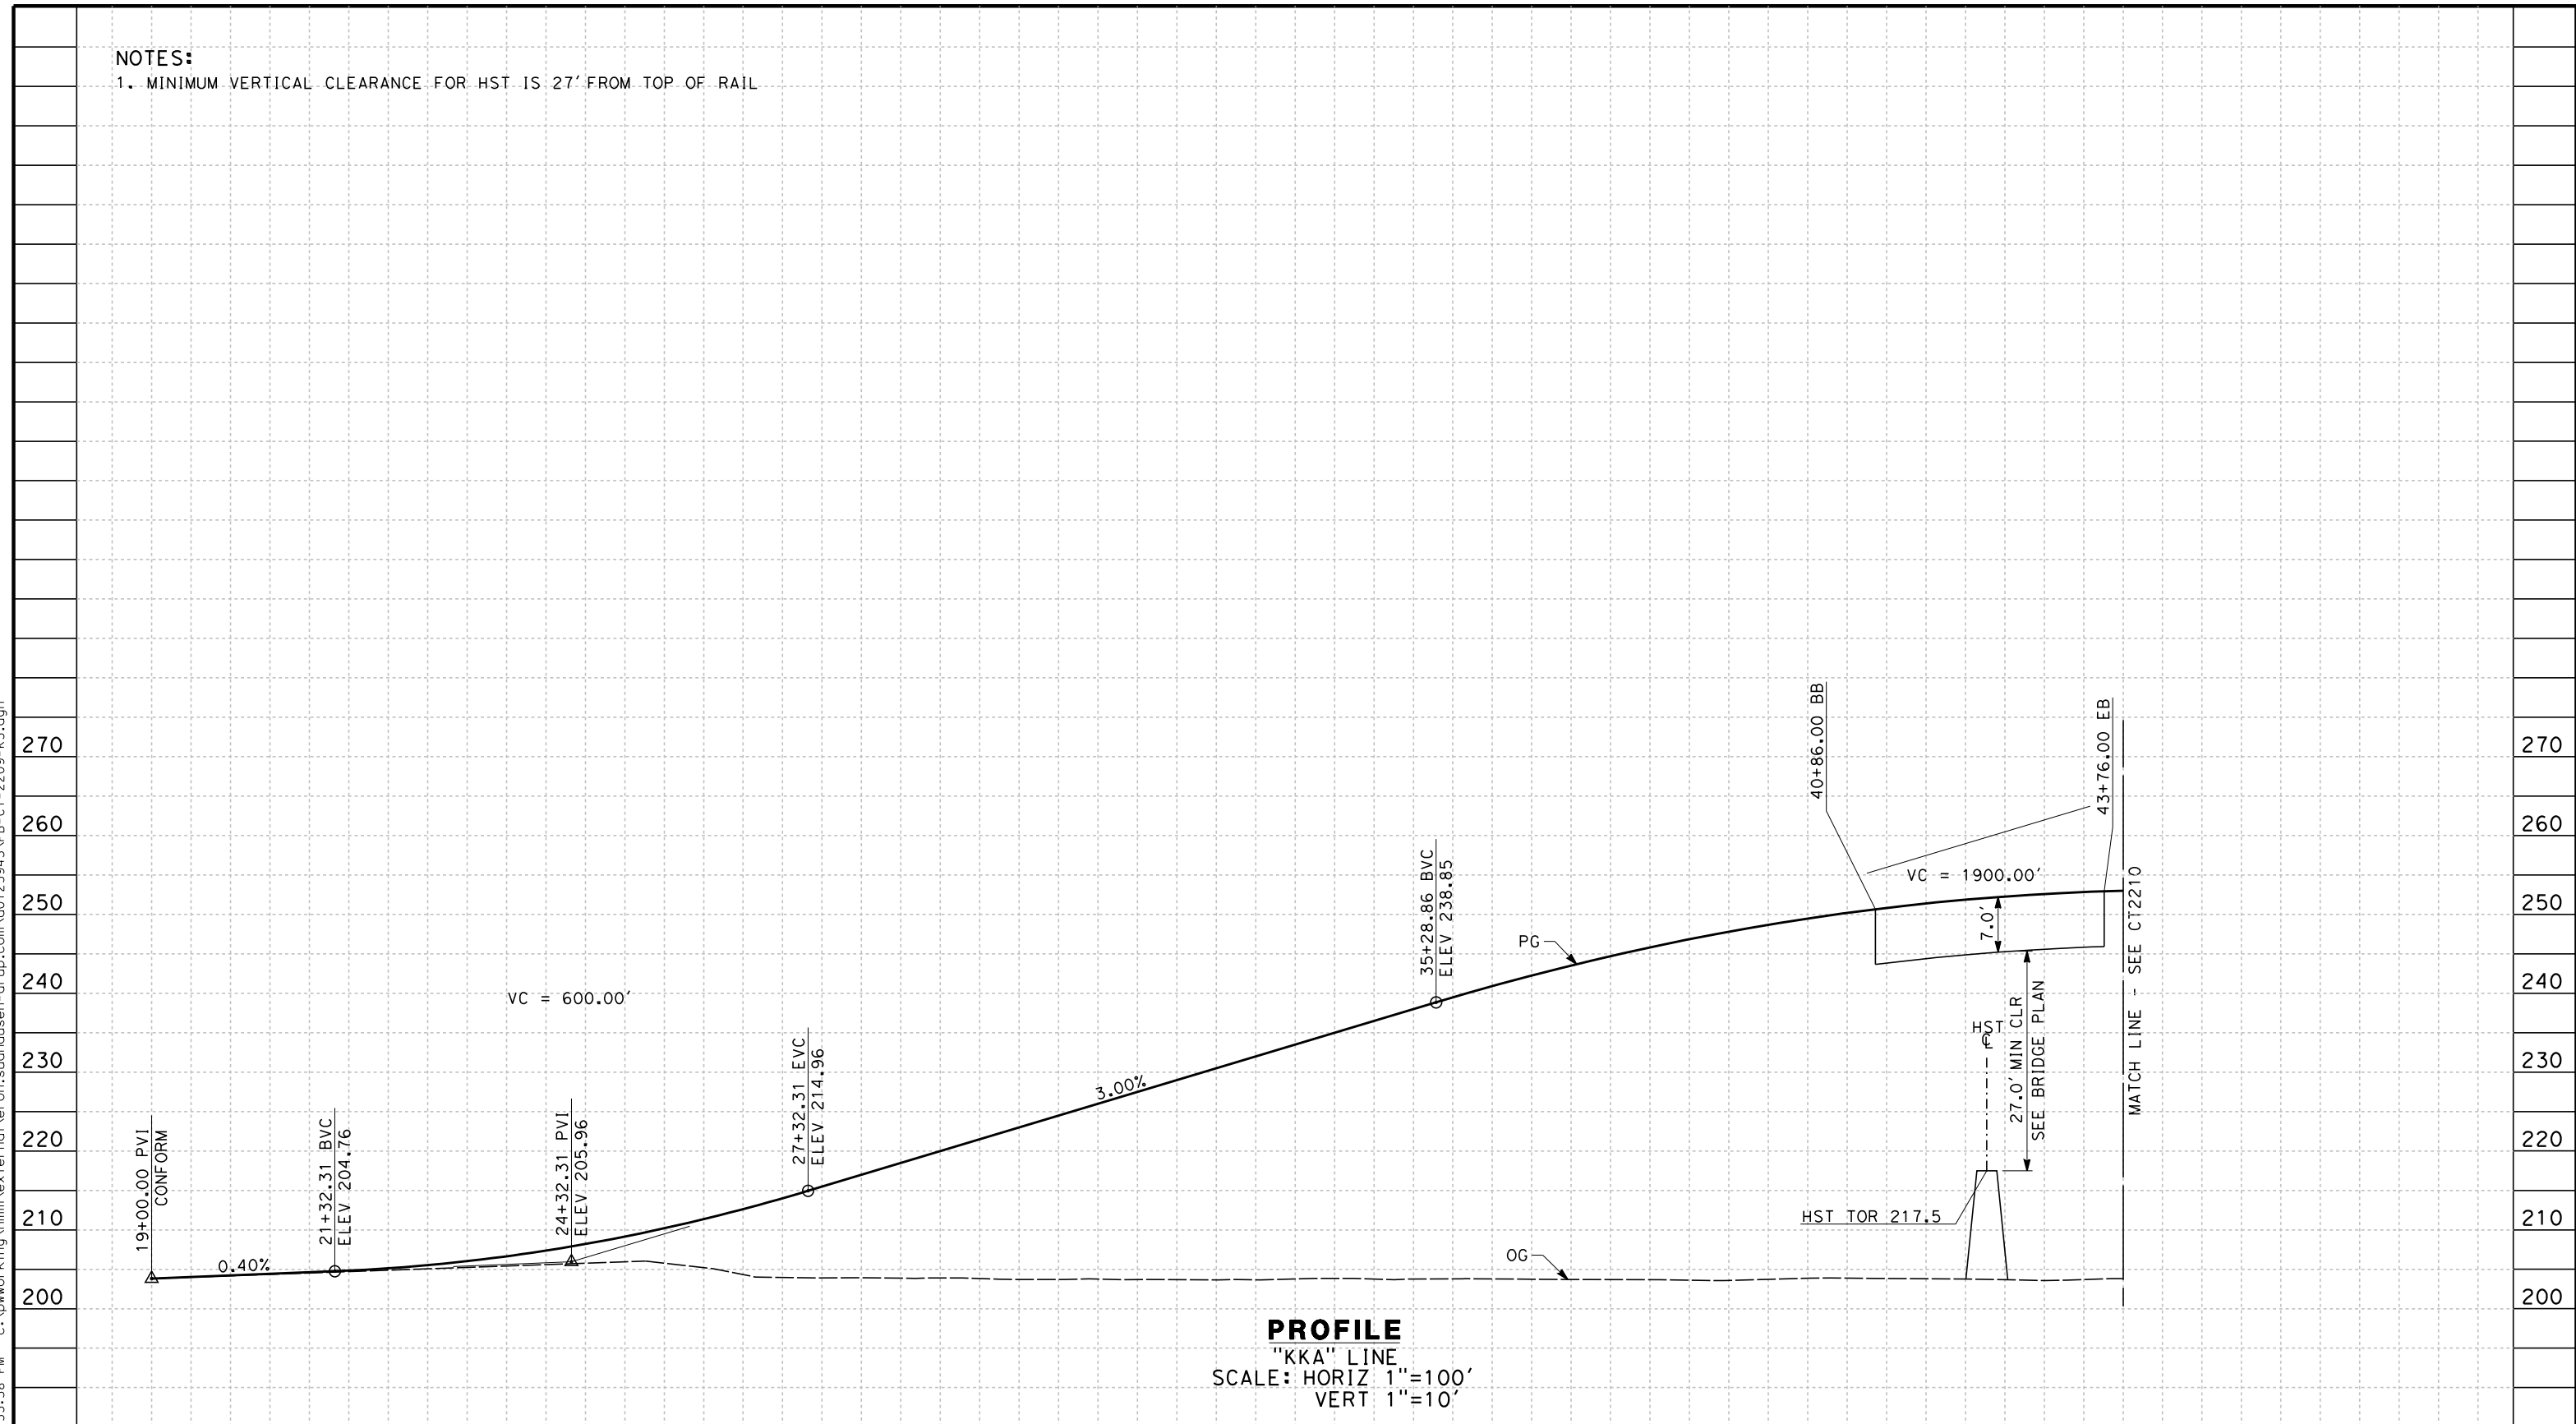 NOTES:
1. MINIMUM VERTICAL CLEARANCE FOR HST IS 27' FROM TOP OF RAIL
270
260
250
240
230
220
210
200
19+00.00 PVI
CONFORM
0.40%
21+32.31 BVC
ELEV 204.76
VC = 600.00'
24+32.31 PVI
ELEV 205.96
27+32.31 EVC
ELEV 214.96
3.00%
35+28.86 BVC
ELEV 238.85
PG
OG
40+86.00 BB
43+76.00 EB
VC = 1900.00'
7.0'
HST
27.0' MIN CLR
SEE BRIDGE PLAN
HST TOR 217.5
MATCH LINE - SEE CT2210
270
260
250
240
230
220
210
200
PROFILE
"KKA" LINE
SCALE: HORIZ 1"=100'
VERT 1"=10'